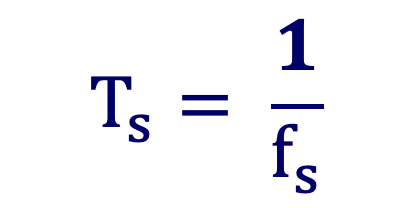 Tₛ = 1/fₛ